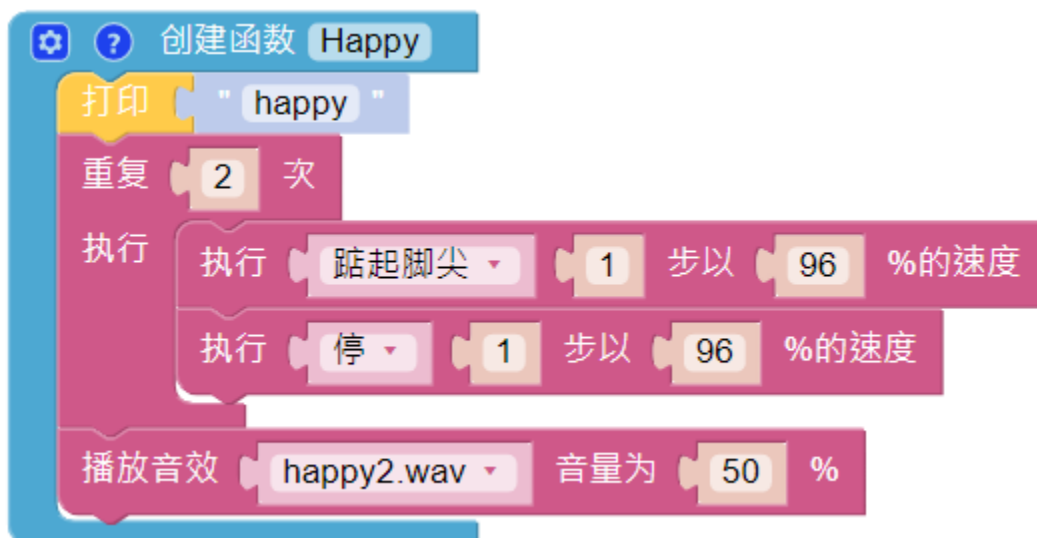 ? 创建函数 Happy
打印 " happy "
重复 2 次
执行 执行 踮起脚尖 1 步以 96 %的速度
执行 停 1 步以 96 %的速度
播放音效 happy2.wav 音量为 50 %